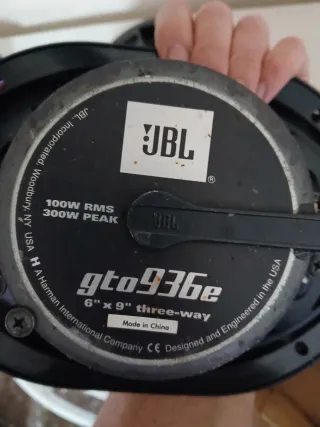 JBL
®
100W RMS
300W PEAK
JBL
gto936e
6" x 9" three-way
Made in China
JBL Incorporated, Woodbury, NY USA H A Harman International Company CE Designed and Engineered in the USA